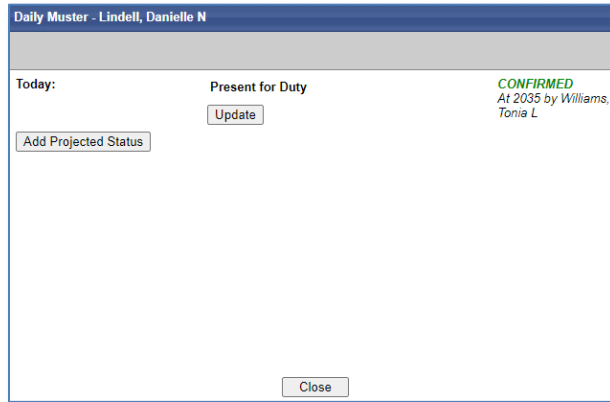 Daily Muster - Lindell, Danielle N
Today:
Present for Duty
CONFIRMED
At 2035 by Williams,
Tonia L
Update
Add Projected Status
Close